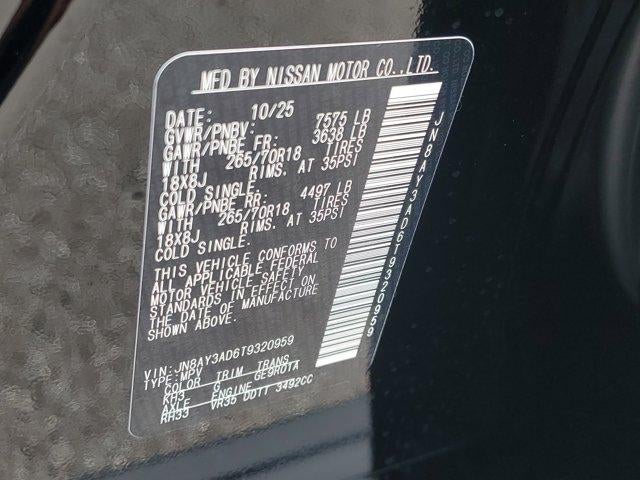 MFD BY NISSAN MOTOR CO.,LTD.
DATE: 10/25
GVWR/PNBV: 7575 LB
GAWR/PNBE FR: 3638 LB
WITH 265/70R18 TIRES
18X8J RIMS, AT 35PSI
COLD SINGLE.
GAWR/PNBE RR: 4497 LB
WITH 265/70R18 TIRES
18X8J RIMS, AT 35PSI
COLD SINGLE.
THIS VEHICLE CONFORMS TO
ALL APPLICABLE FEDERAL
MOTOR VEHICLE SAFETY
STANDARDS IN EFFECT ON
THE DATE OF MANUFACTURE
SHOWN ABOVE.
VIN:JN8AY3AD6T9320959
TYPE:MPV
COLOR TRIM TRANS
KH3 G GE9R01A
AXLE ENGINE
RH33 VR35 DDTT 3492CC
JN8AY3AD6T9320959